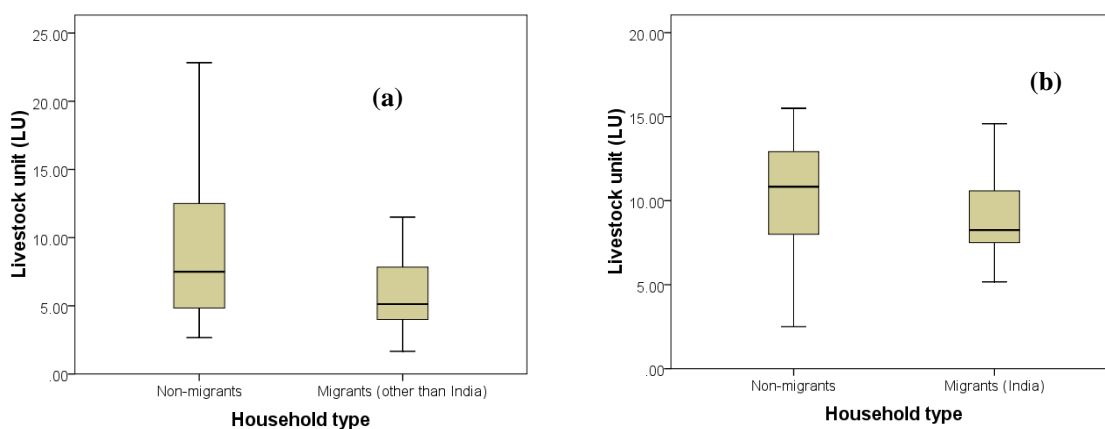 25.00
20.00
15.00
10.00
5.00
.00
Livestock unit (LU)
(a)
Non-migrants
Migrants (other than India)
Household type
20.00
15.00
10.00
5.00
.00
Livestock unit (LU)
(b)
Non-migrants
Migrants (India)
Household type